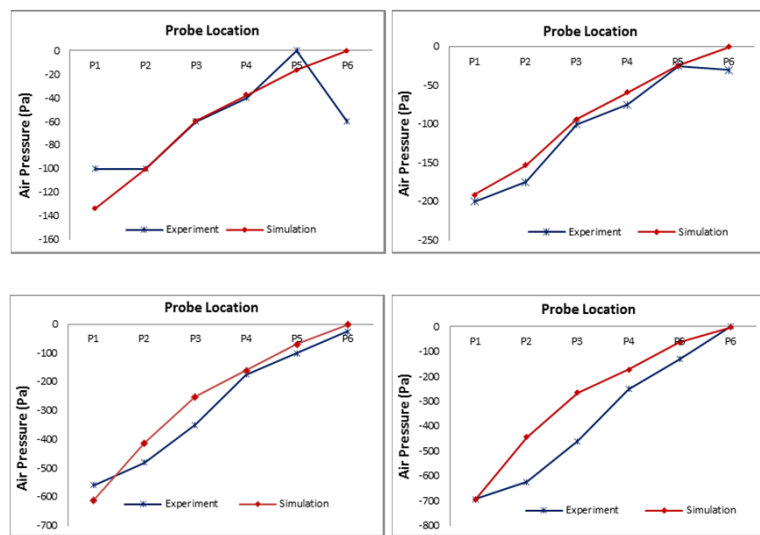 Probe Location
0
-20
-40
-60
-80
-100
-120
-140
-160
P1 P2 P3 P4 P5 P6
Air Pressure (Pa)
Experiment Simulation
Probe Location
0
-50
-100
-150
-200
-250
P1 P2 P3 P4 P5 P6
Air Pressure (Pa)
Experiment Simulation
Probe Location
0
-100
-200
-300
-400
-500
-600
-700
P1 P2 P3 P4 P5 P6
Air Pressure (Pa)
Experiment Simulation
Probe Location
0
-100
-200
-300
-400
-500
-600
-700
-800
P1 P2 P3 P4 P5 P6
Air Pressure (Pa)
Experiment Simulation